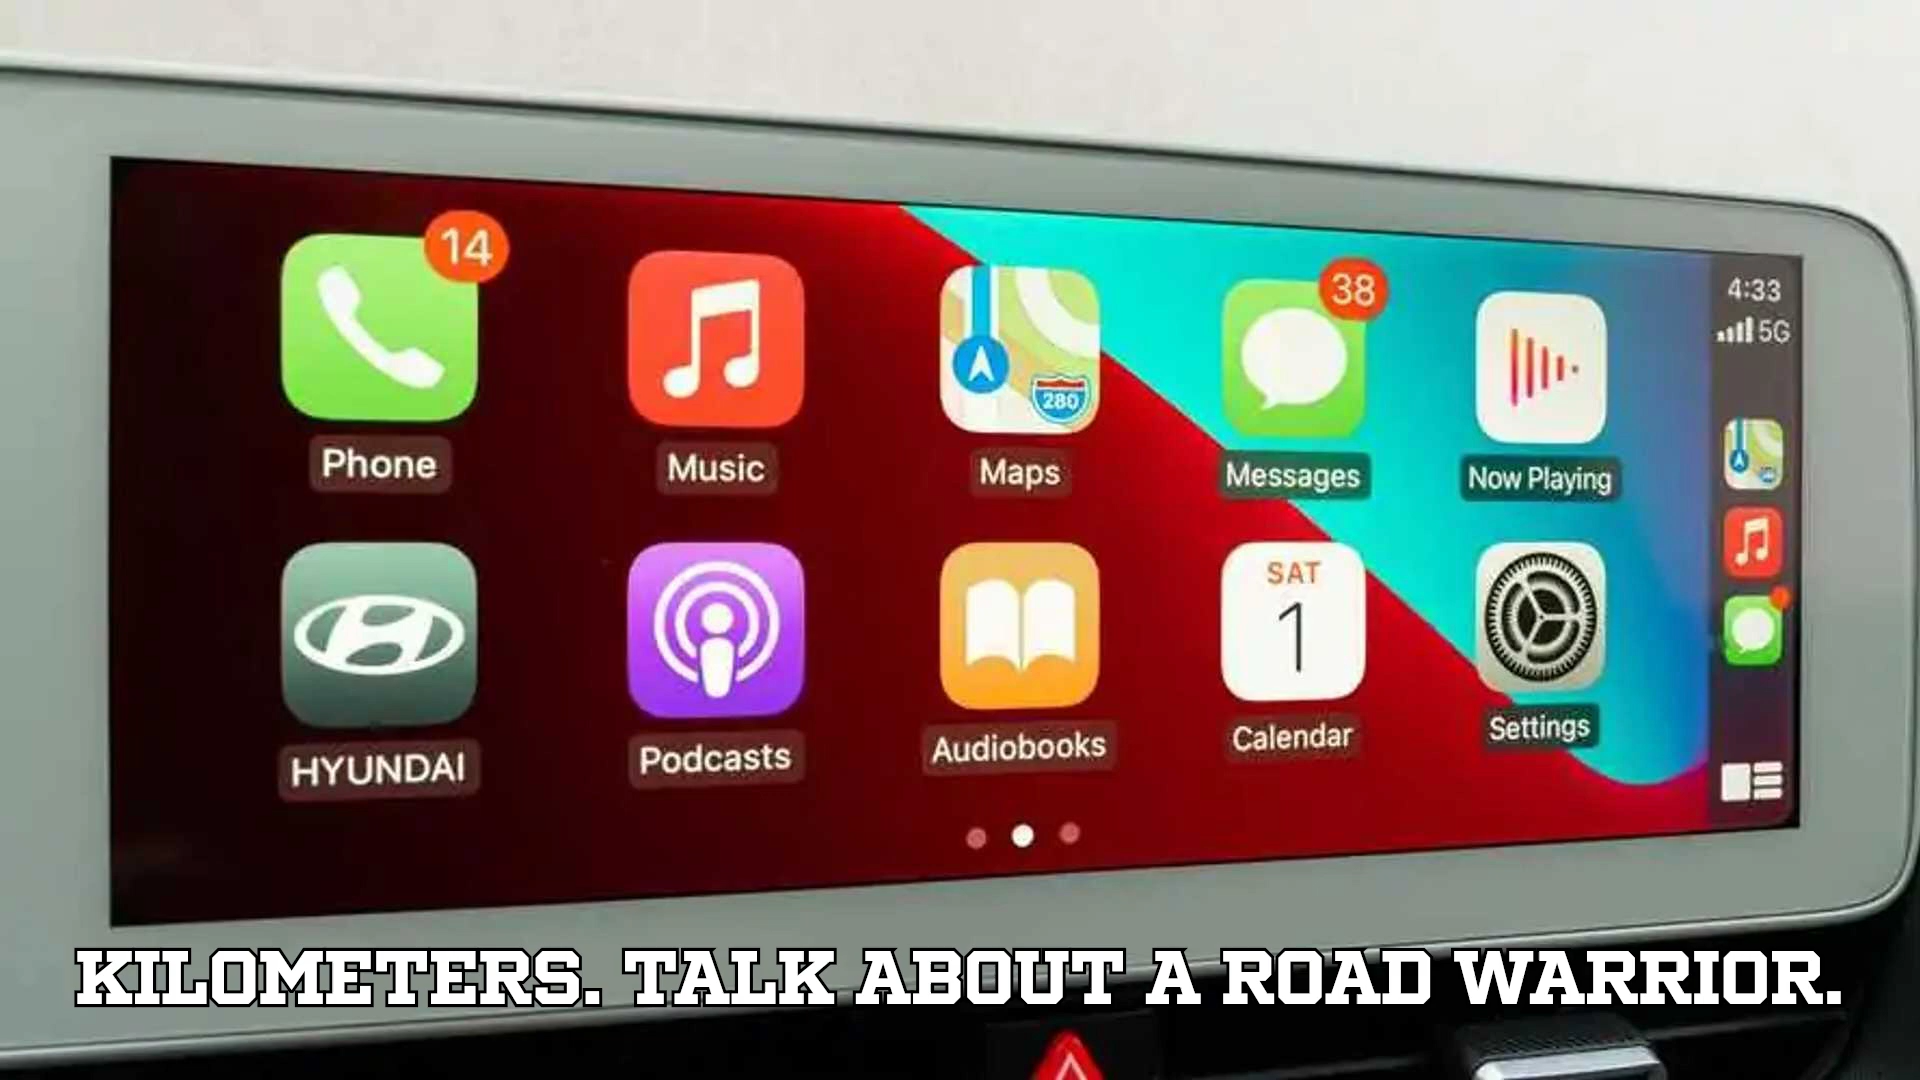 14
38
4:33
5G
280
Phone
Music
Maps
Messages
Now Playing
SAT
1
HYUNDAI
Podcasts
Audiobooks
Calendar
Settings
KILOMETERS. TALK ABOUT A ROAD WARRIOR.